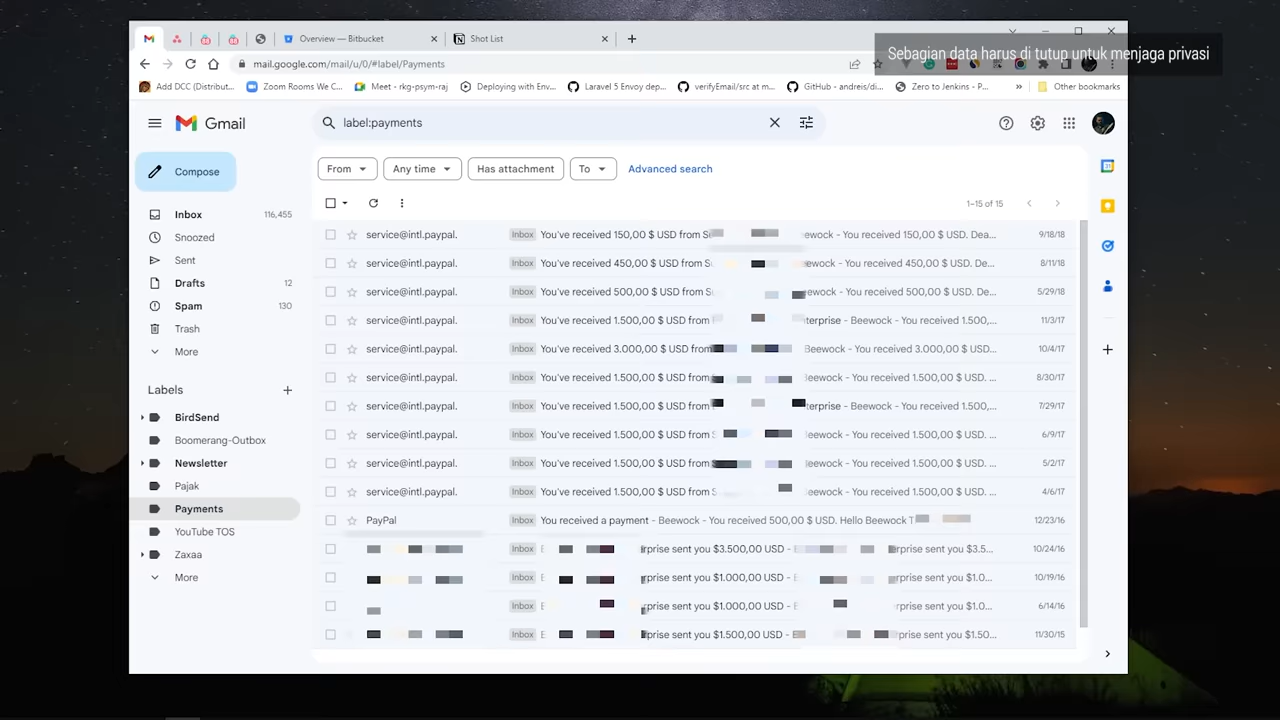 Overview — Bitbucket
Shot List
Sebagian data harus di tutup untuk menjaga privasi
mail.google.com/mail/u/0/#label/Payments
Add DCC (Distribut...
Zoom Rooms We C...
Meet - rkg-psym-raj
Deploying with Env...
Laravel 5 Envoy dep...
verifyEmail/src at m...
GitHub - andreis/di...
Zero to Jenkins - P...
Other bookmarks
Gmail
label:payments
Compose
From
Any time
Has attachment
To
Advanced search
1–15 of 15
Inbox 116,455
Snoozed
Sent
Drafts 12
Spam 130
Trash
More
Labels
BirdSend
Boomerang-Outbox
Newsletter
Pajak
Payments
YouTube TOS
Zaxaa
More
service@intl.paypal. Inbox You've received 150,00 $ USD from ewock - You received 150,00 $ USD. Dea... 9/18/18
service@intl.paypal. Inbox You've received 450,00 $ USD from eewock - You received 450,00 $ USD. De... 8/11/18
service@intl.paypal. Inbox You've received 500,00 $ USD from eewock - You received 500,00 $ USD. De... 5/29/18
service@intl.paypal. Inbox You've received 1.500,00 $ USD from terprise - Beewock - You received 1.500,... 11/3/17
service@intl.paypal. Inbox You've received 3.000,00 $ USD from Beewock - You received 3.000,00 $ USD. ... 10/4/17
service@intl.paypal. Inbox You've received 1.500,00 $ USD from eewock - You received 1.500,00 $ USD. ... 8/30/17
service@intl.paypal. Inbox You've received 1.500,00 $ USD from terprise - Beewock - You received 1.500,... 7/29/17
service@intl.paypal. Inbox You've received 1.500,00 $ USD from eewock - You received 1.500,00 $ USD. ... 6/9/17
service@intl.paypal. Inbox You've received 1.500,00 $ USD from eewock - You received 1.500,00 $ USD. ... 5/2/17
service@intl.paypal. Inbox You've received 1.500,00 $ USD from eewock - You received 1.500,00 $ USD. ... 4/6/17
PayPal Inbox You received a payment - Beewock - You received 500,00 $ USD. Hello Beewock T 12/23/16
Inbox E rprise sent you $3.500,00 USD - E rprise sent you $3.5... 10/24/16
Inbox E rprise sent you $1.000,00 USD - E rprise sent you $1.0... 10/19/16
Inbox E rprise sent you $1.000,00 USD - E rprise sent you $1.0... 6/14/16
Inbox E rprise sent you $1.500,00 USD - prise sent you $1.50... 11/30/15